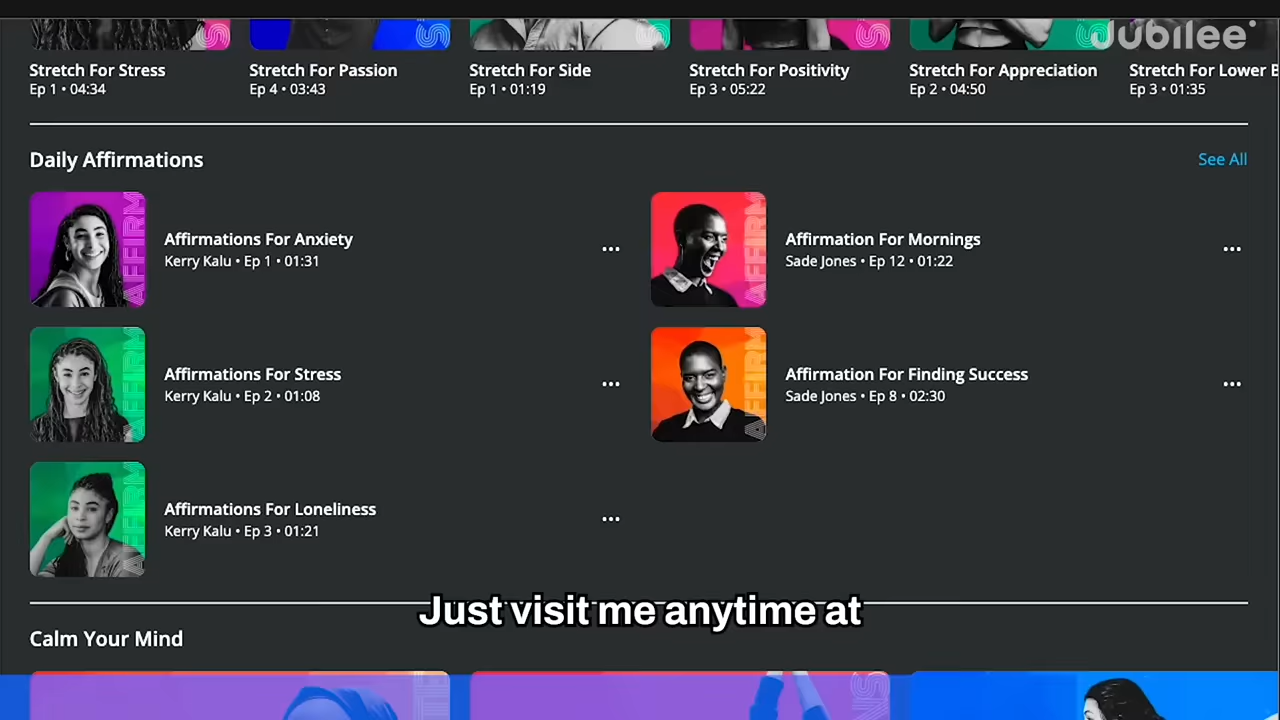 Jubilee
Stretch For Stress
Ep 1 • 04:34
Stretch For Passion
Ep 4 • 03:43
Stretch For Side
Ep 1 • 01:19
Stretch For Positivity
Ep 3 • 05:22
Stretch For Appreciation
Ep 2 • 04:50
Stretch For Lower B
Ep 3 • 01:35
Daily Affirmations
See All
AFFIRM
Affirmations For Anxiety
Kerry Kalu • Ep 1 • 01:31
AFFIRM
Affirmation For Mornings
Sade Jones • Ep 12 • 01:22
AFFIRM
Affirmations For Stress
Kerry Kalu • Ep 2 • 01:08
AFFIRM
Affirmation For Finding Success
Sade Jones • Ep 8 • 02:30
AFFIRM
Affirmations For Loneliness
Kerry Kalu • Ep 3 • 01:21
Just visit me anytime at
Calm Your Mind